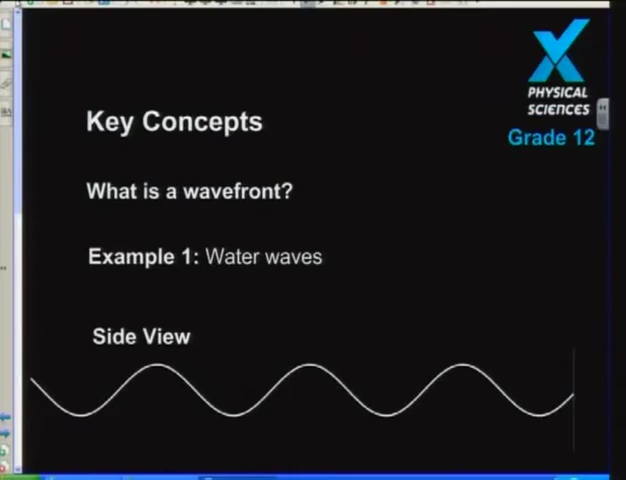 PHYSICAL
SCIENCES
Grade 12
Key Concepts
What is a wavefront?
Example 1: Water waves
Side View